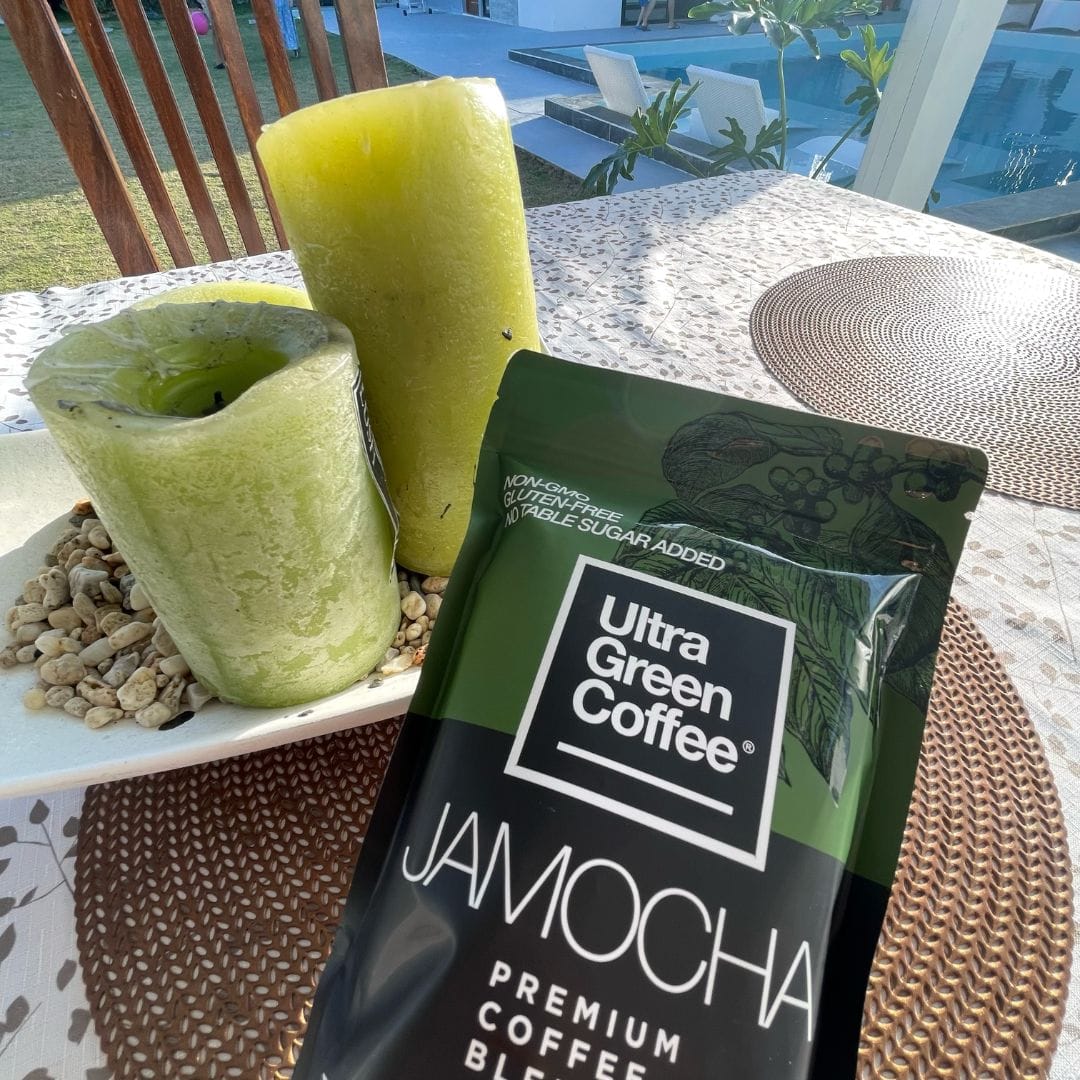 NON-GMO
GLUTEN-FREE
NO TABLE SUGAR ADDED
Ultra
Green
Coffee®
JAMOCHA
PREMIUM
COFFEE